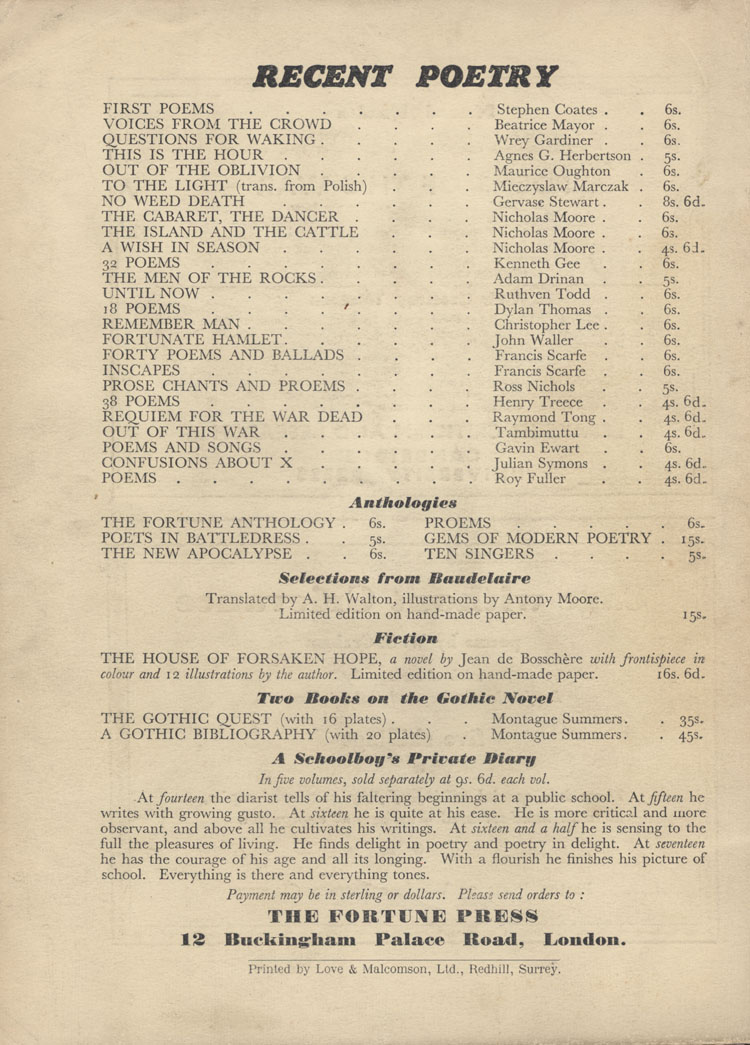 RECENT POETRY
FIRST POEMS . . . . . . . Stephen Coates . . 6s.
VOICES FROM THE CROWD . . . . Beatrice Mayor . . 6s.
QUESTIONS FOR WAKING . . . . . Wrey Gardiner . . 6s.
THIS IS THE HOUR . . . . . . Agnes G. Herbertson . 5s.
OUT OF THE OBLIVION . . . . . Maurice Oughton . 6s.
TO THE LIGHT (trans. from Polish) . . . Mieczyslaw Marczak . 6s.
NO WEED DEATH . . . . . . Gervase Stewart . . 8s. 6d.
THE CABARET, THE DANCER . . . . Nicholas Moore . . 6s.
THE ISLAND AND THE CATTLE . . . Nicholas Moore . . 6s.
A WISH IN SEASON . . . . . . Nicholas Moore . . 4s. 6d.
32 POEMS . . . . . . . . Kenneth Gee . . 6s.
THE MEN OF THE ROCKS . . . . . Adam Drinan . . 5s.
UNTIL NOW . . . . . . . Ruthven Todd . . 6s.
18 POEMS . . . . . . . . Dylan Thomas . . 6s.
REMEMBER MAN . . . . . . Christopher Lee . . 6s.
FORTUNATE HAMLET . . . . . . John Waller . . 6s.
FORTY POEMS AND BALLADS . . . . Francis Scarfe . . 6s.
INSCAPES . . . . . . . . Francis Scarfe . . 6s.
PROSE CHANTS AND PROEMS . . . . Ross Nichols . . 5s.
38 POEMS . . . . . . . . Henry Treece . . 4s. 6d.
REQUIEM FOR THE WAR DEAD . . . Raymond Tong . . 4s. 6d.
OUT OF THIS WAR . . . . . . Tambimuttu . . 4s. 6d.
POEMS AND SONGS . . . . . . Gavin Ewart . . 6s.
CONFUSIONS ABOUT X . . . . . Julian Symons . . 4s. 6d.
POEMS . . . . . . . . . Roy Fuller . . 4s. 6d.
Anthologies
THE FORTUNE ANTHOLOGY . 6s. PROEMS . . . . . 6s.
POETS IN BATTLEDRESS . . 5s. GEMS OF MODERN POETRY . 15s.
THE NEW APOCALYPSE . . 6s. TEN SINGERS . . . . 5s.
Selections from Baudelaire
Translated by A. H. Walton, illustrations by Antony Moore.
Limited edition on hand-made paper. 15s.
Fiction
THE HOUSE OF FORSAKEN HOPE, a novel by Jean de Bosschère with frontispiece in
colour and 12 illustrations by the author. Limited edition on hand-made paper. 16s. 6d.
Two Books on the Gothic Novel
THE GOTHIC QUEST (with 16 plates) . . . Montague Summers . . 35s.
A GOTHIC BIBLIOGRAPHY (with 20 plates) . Montague Summers . . 45s.
A Schoolboy's Private Diary
In five volumes, sold separately at 9s. 6d. each vol.
At fourteen the diarist tells of his faltering beginnings at a public school. At fifteen he
writes with growing gusto. At sixteen he is quite at his ease. He is more critical and more
observant, and above all he cultivates his writings. At sixteen and a half he is sensing to the
full the pleasures of living. He finds delight in poetry and poetry in delight. At seventeen
he has the courage of his age and all its longing. With a flourish he finishes his picture of
school. Everything is there and everything tones.
Payment may be in sterling or dollars. Please send orders to :
THE FORTUNE PRESS
12 Buckingham Palace Road, London.
Printed by Love & Malcomson, Ltd., Redhill, Surrey.